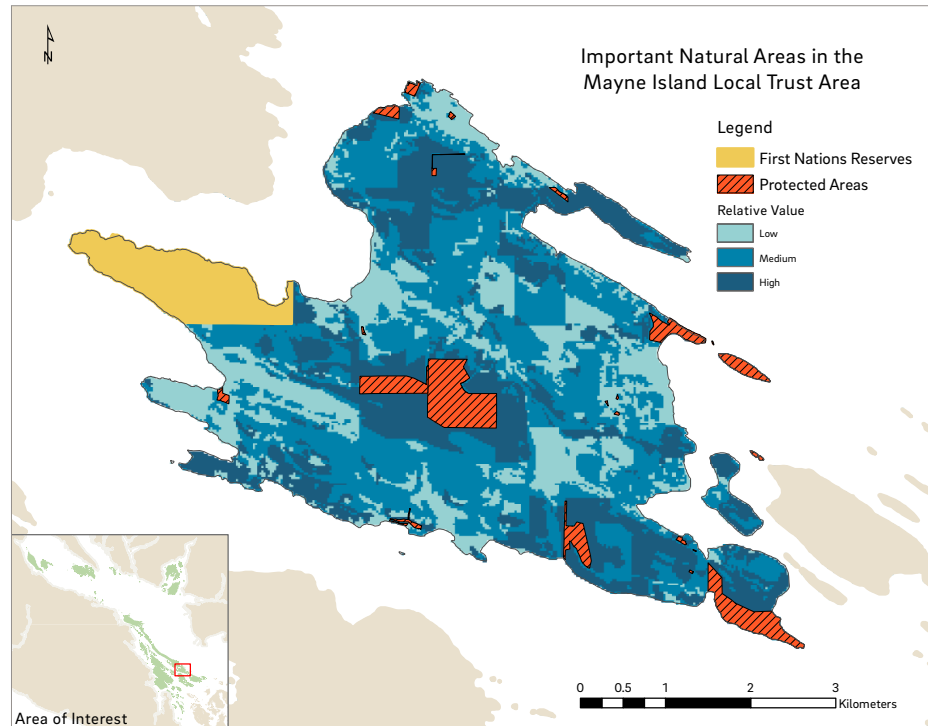 N
Important Natural Areas in the
Mayne Island Local Trust Area
Legend
First Nations Reserves
Protected Areas
Relative Value
Low
Medium
High
0 0.5 1 2 3
Kilometers
Area of Interest